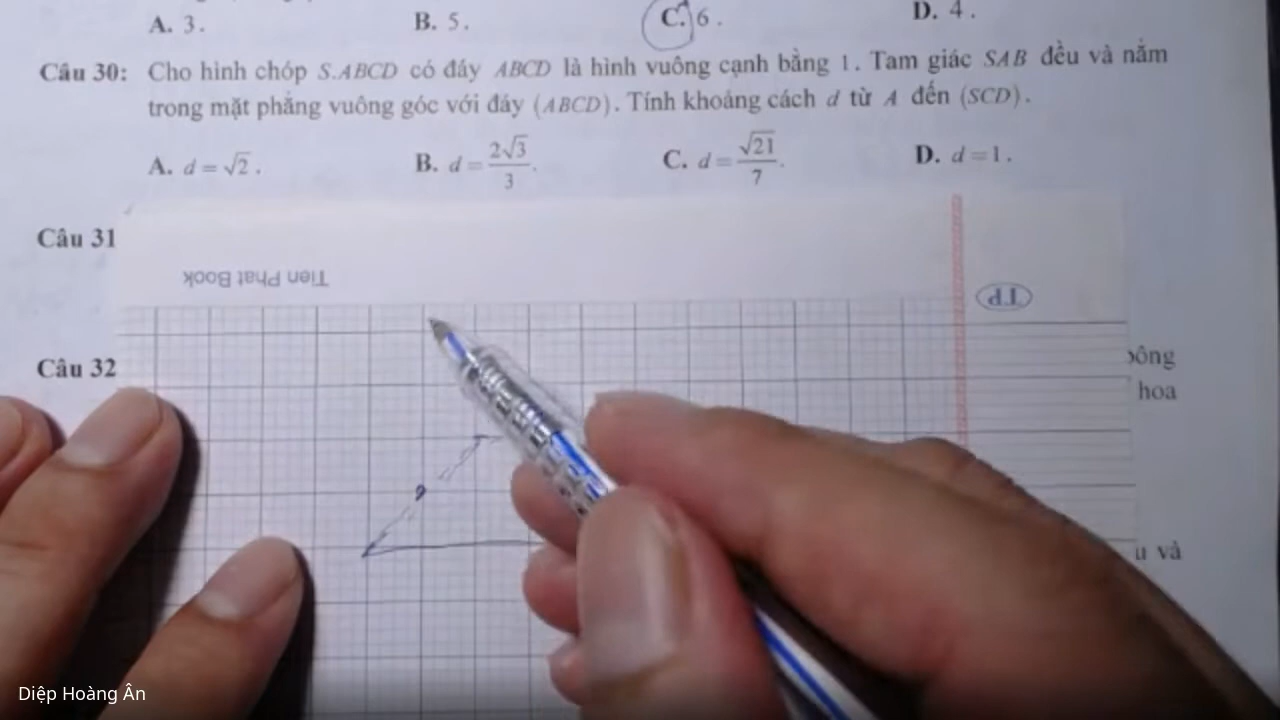 A. 3. B. 5. C. 6. D. 4.
Câu 30: Cho hình chóp S.ABCD có đáy ABCD là hình vuông cạnh bằng 1. Tam giác SAB đều và nằm
trong mặt phẳng vuông góc với đáy (ABCD). Tính khoảng cách d từ A đến (SCD).
A. d = √2. B. d = 2√3/3. C. d = √21/7. D. d = 1.
Câu 31
Tien Phat Book
TP
Câu 32
bông
hoa
u và
Diệp Hoàng Ân